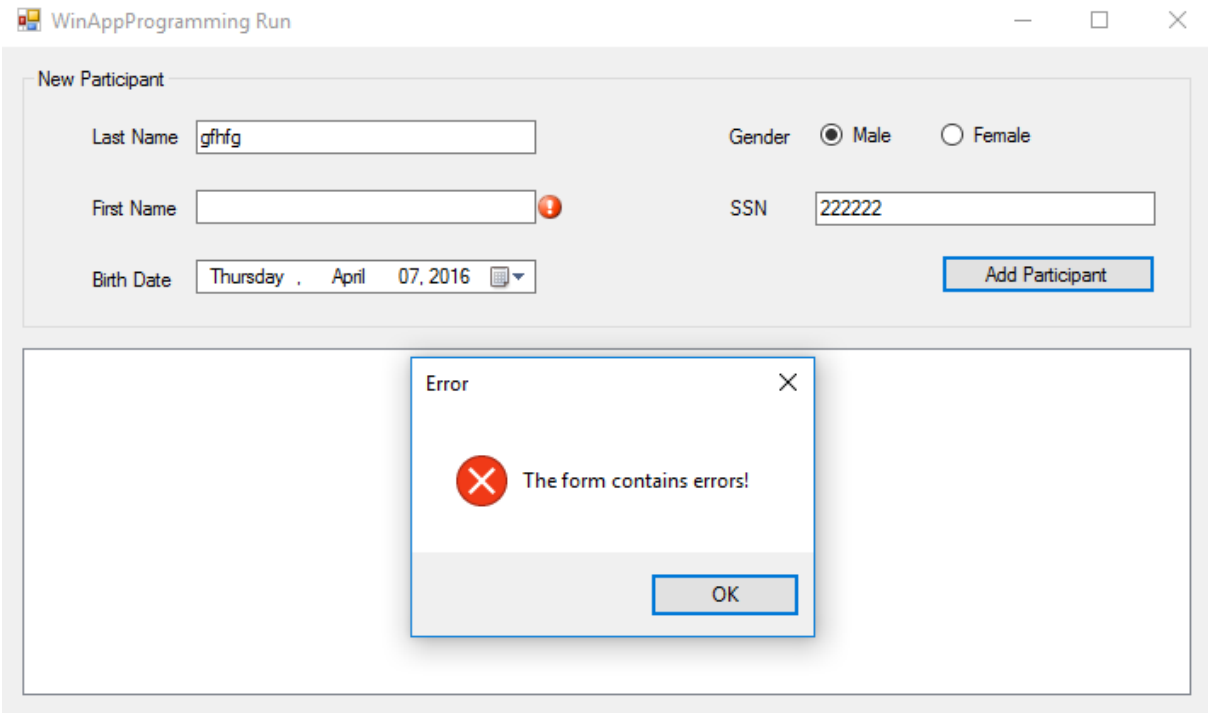 WinAppProgramming Run
New Participant
Last Name gfhfg Gender Male Female
First Name SSN 222222
Birth Date Thursday , April 07, 2016 Add Participant
Error
The form contains errors!
OK